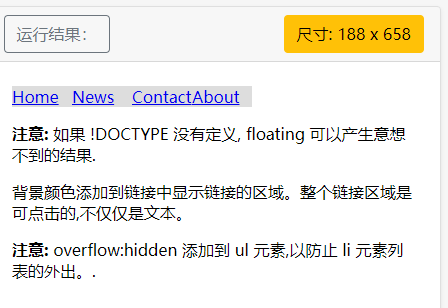 运行结果:
尺寸: 188 x 658
Home News ContactAbout
注意: 如果 !DOCTYPE 没有定义, floating 可以产生意想
不到的结果.
背景颜色添加到链接中显示链接的区域。整个链接区域是
可点击的,不仅仅是文本。
注意: overflow:hidden 添加到 ul 元素,以防止 li 元素列
表的外出。.